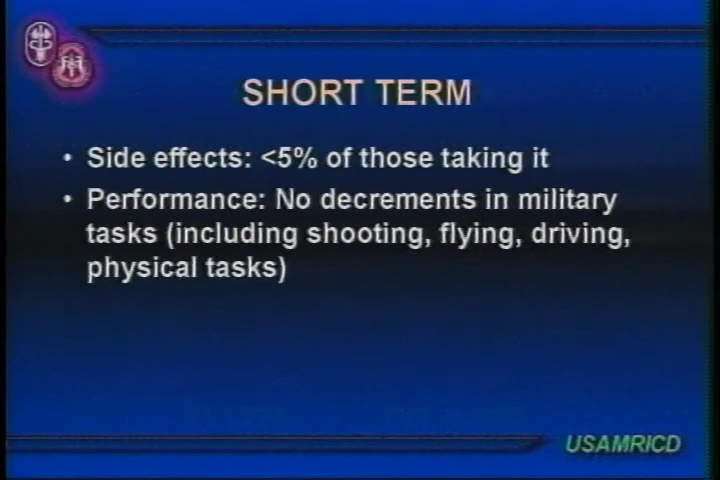 SHORT TERM
• Side effects: <5% of those taking it
• Performance: No decrements in military
tasks (including shooting, flying, driving,
physical tasks)
USAMRICD